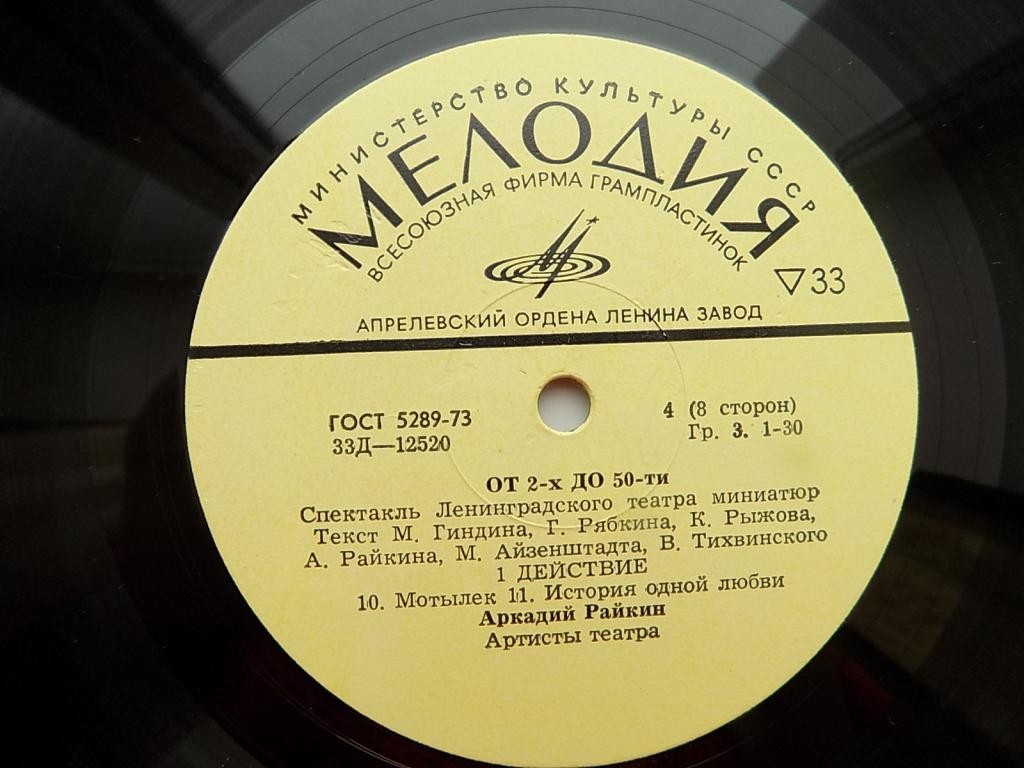 МИНИСТЕРСТВО КУЛЬТУРЫ СССР
МЕЛОДИЯ
ВСЕСОЮЗНАЯ ФИРМА ГРАМПЛАСТИНОК
▽33
АПРЕЛЕВСКИЙ ОРДЕНА ЛЕНИНА ЗАВОД
ГОСТ 5289-73
33Д—12520
4 (8 сторон)
Гр. 3. 1-30
ОТ 2-х ДО 50-ти
Спектакль Ленинградского театра миниатюр
Текст М. Гиндина, Г. Рябкина, К. Рыжова,
А. Райкина, М. Айзенштадта, В. Тихвинского
1 ДЕЙСТВИЕ
10. Мотылек 11. История одной любви
Аркадий Райкин
Артисты театра